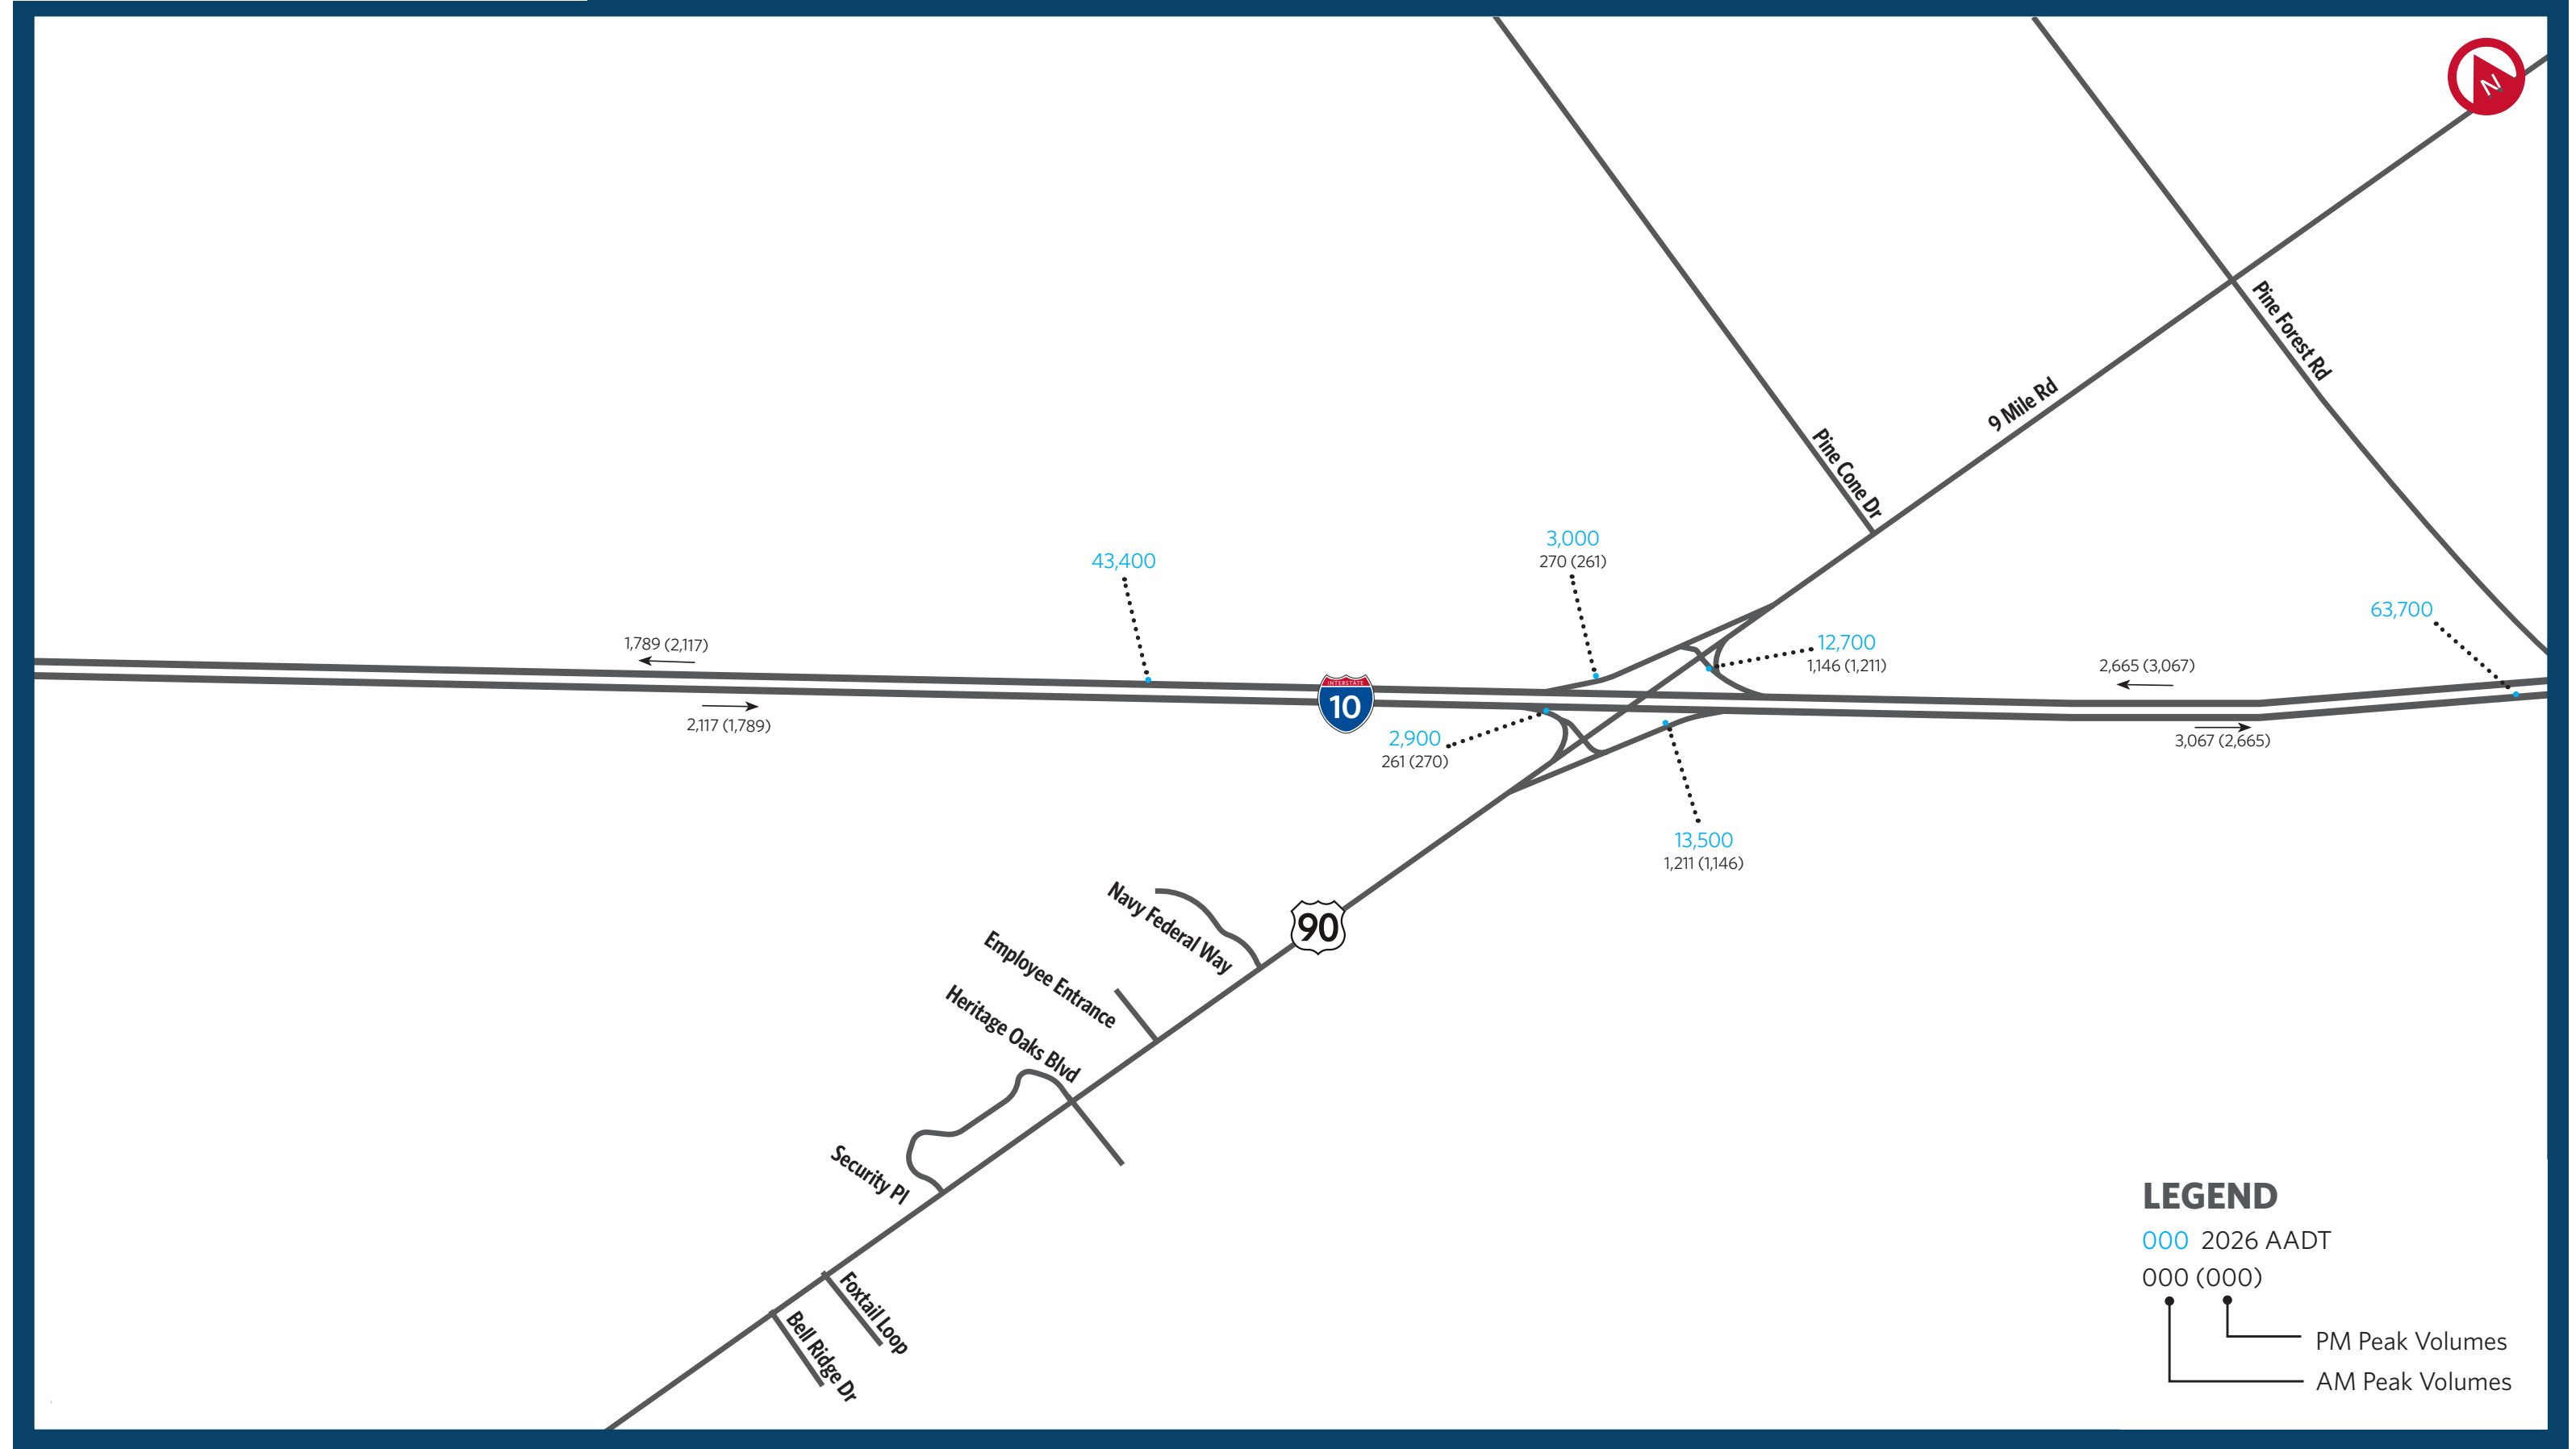 N
Pine Forest Rd
9 Mile Rd
Pine Cone Dr
3,000
270 (261)
43,400
63,700
12,700
1,146 (1,211)
1,789 (2,117)
2,665 (3,067)
INTERSTATE
10
2,117 (1,789)
2,900
261 (270)
3,067 (2,665)
13,500
1,211 (1,146)
Navy Federal Way
90
Employee Entrance
Heritage Oaks Blvd
Security Pl
Foxtail Loop
Bell Ridge Dr
LEGEND
000 2026 AADT
000 (000)
PM Peak Volumes
AM Peak Volumes